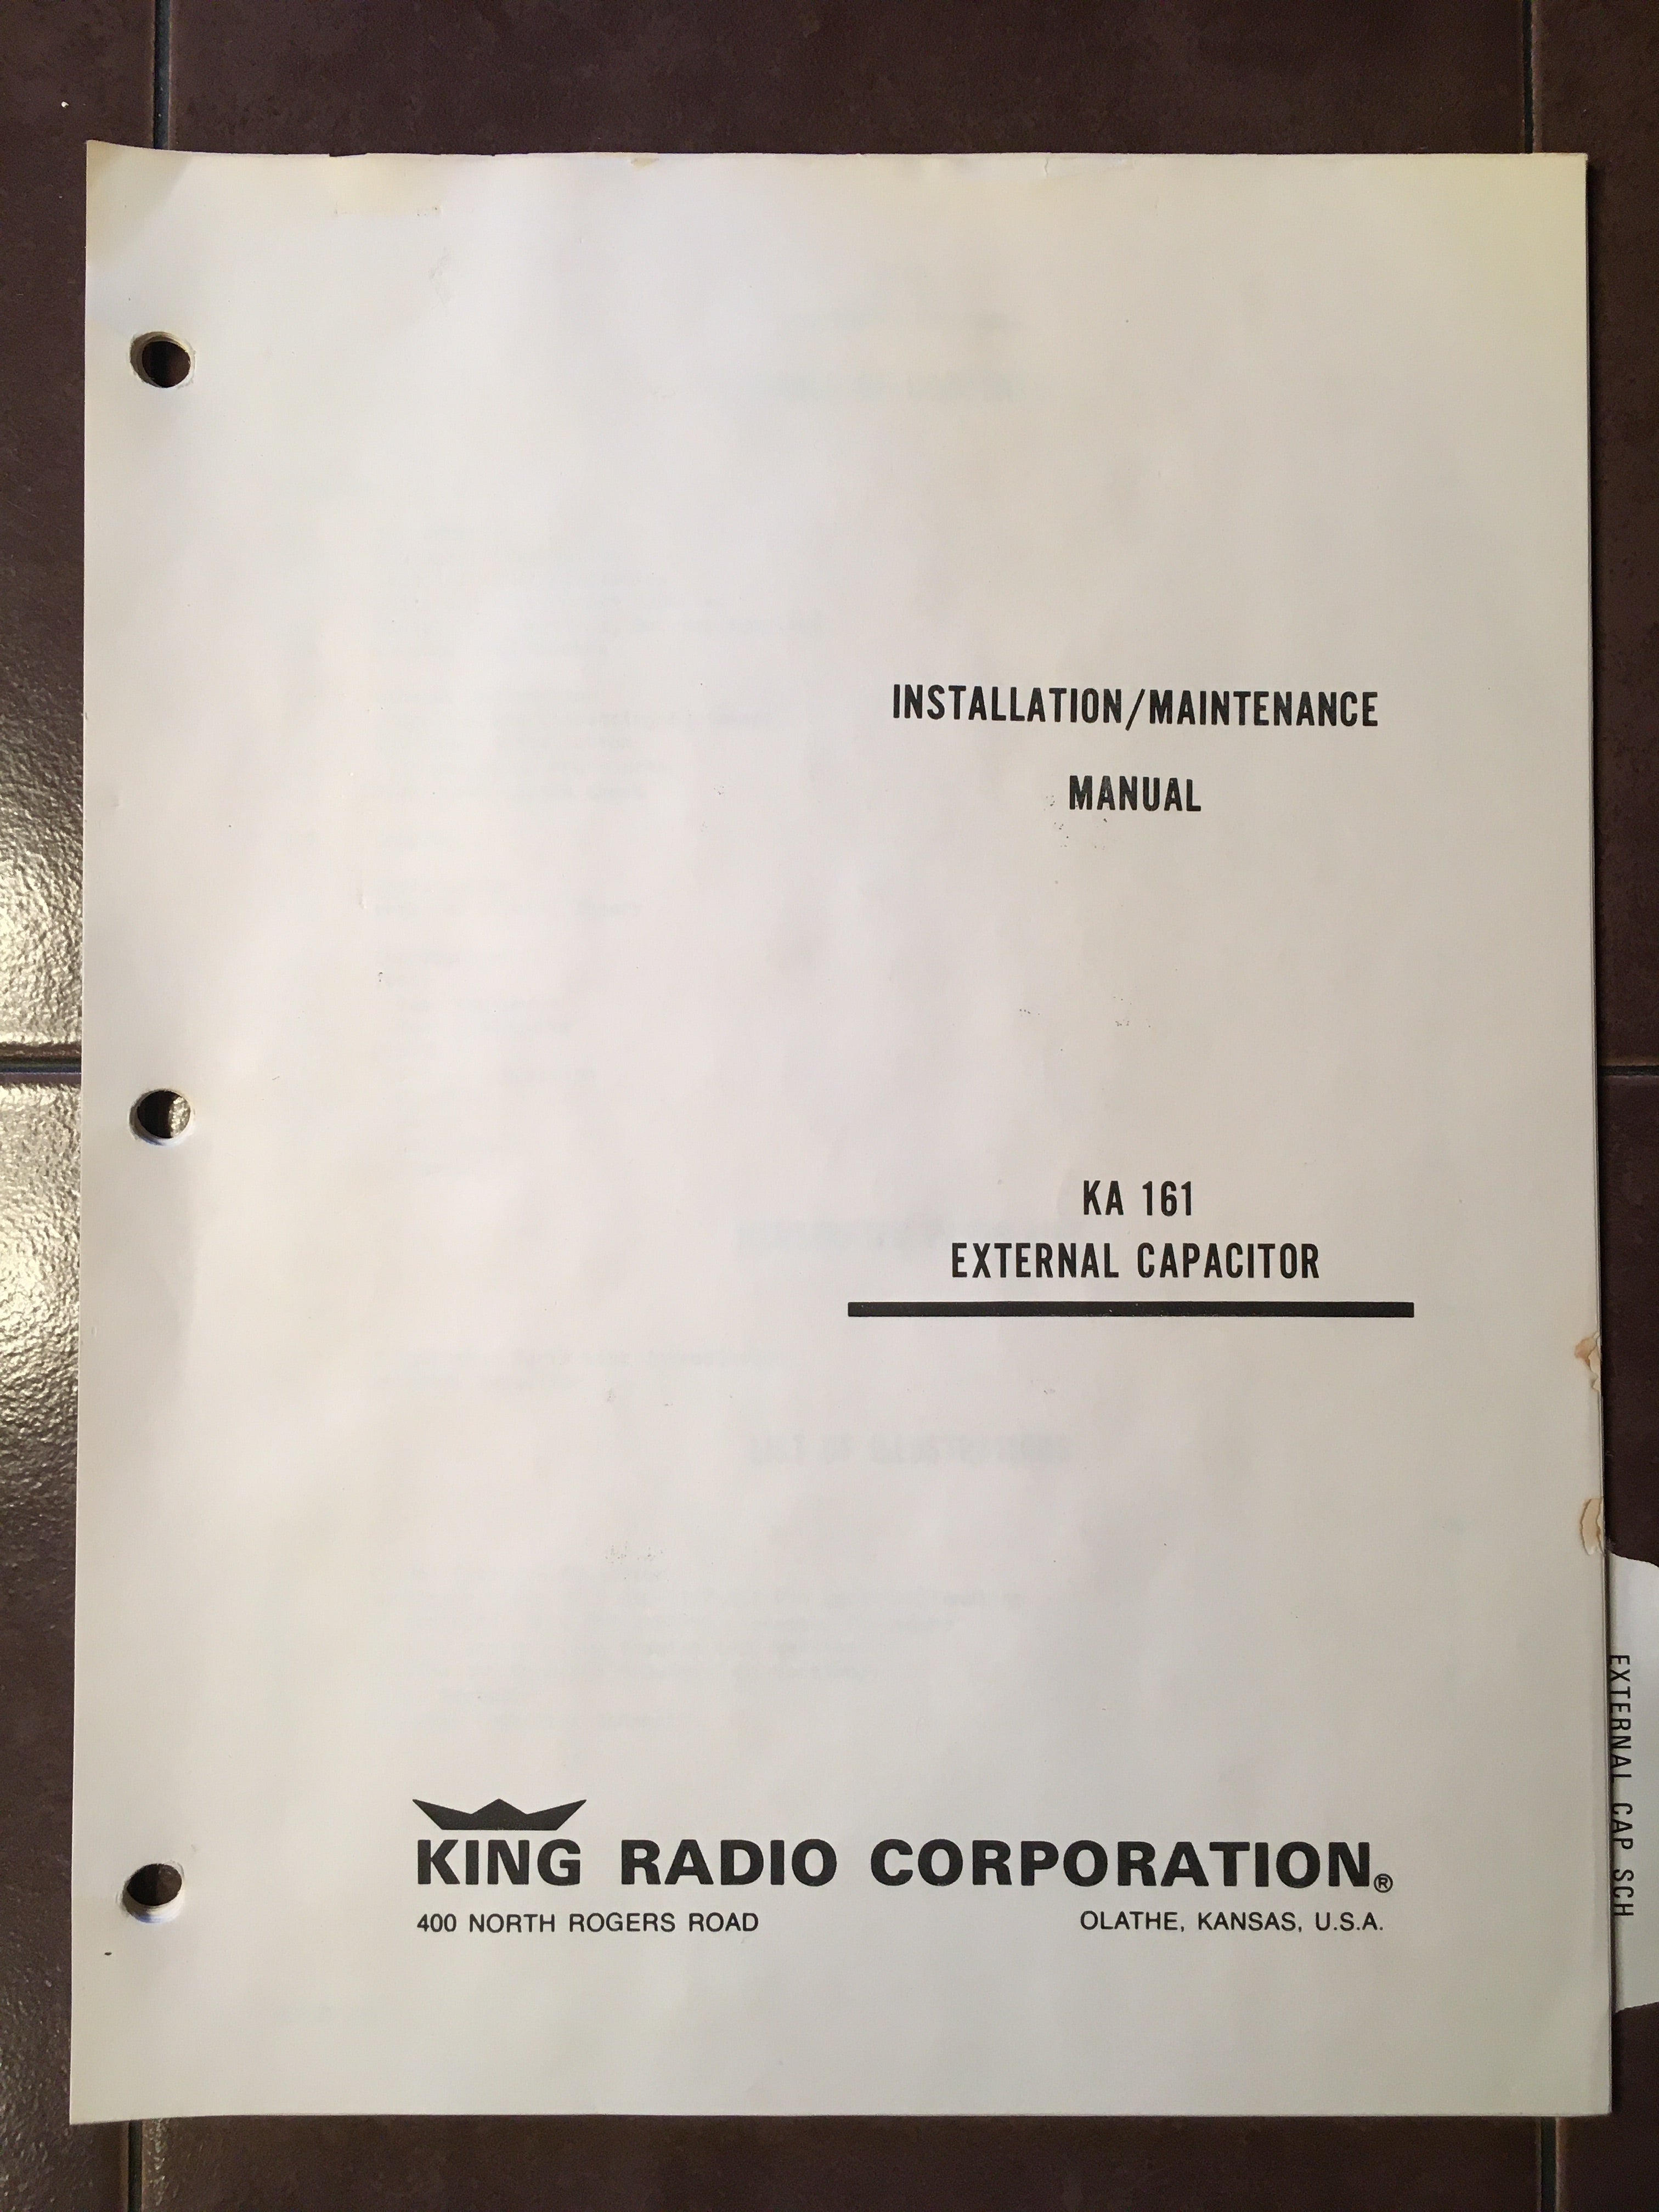 INSTALLATION/MAINTENANCE
MANUAL
KA 161
EXTERNAL CAPACITOR
KING RADIO CORPORATION®
400 NORTH ROGERS ROAD
OLATHE, KANSAS, U.S.A.
EXTERNAL CAP SCH